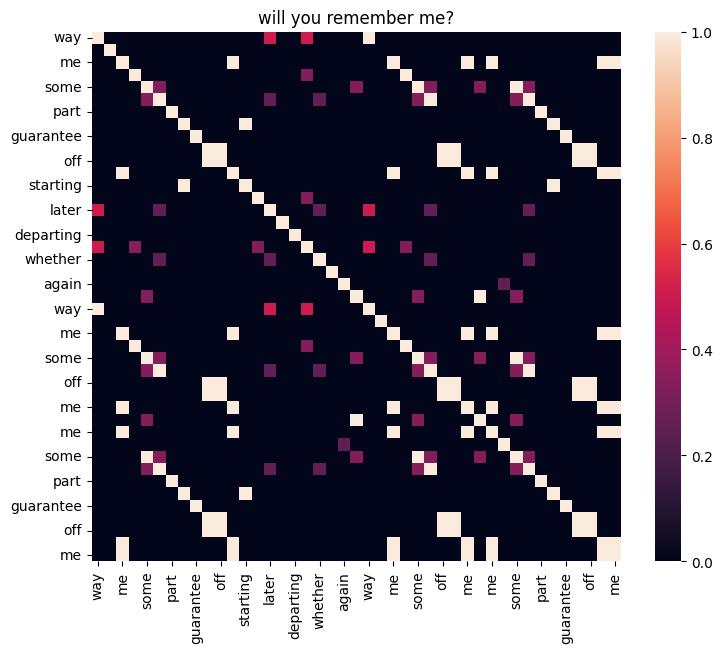 will you remember me?
way
me
some
part
guarantee
off
starting
later
departing
whether
again
way
me
some
off
me
me
some
part
guarantee
off
me
1.0
0.8
0.6
0.4
0.2
0.0
way
me
some
part
guarantee
off
starting
later
departing
whether
again
way
me
some
off
me
me
some
part
guarantee
off
me